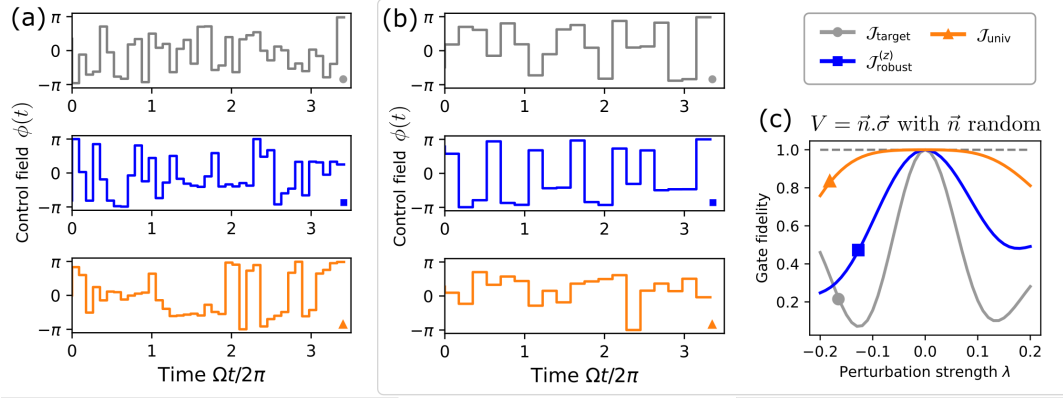 (a)
Control field ϕ(t)
π
0
−π
0 1 2 3
π
0
−π
0 1 2 3
π
0
−π
0 1 2 3
Time Ωt/2π
(b)
Control field ϕ(t)
π
0
−π
0 1 2 3
π
0
−π
0 1 2 3
π
0
−π
0 1 2 3
Time Ωt/2π
𝒥target 𝒥univ
𝒥robust^(z)
(c) V = n⃗.σ⃗ with n⃗ random
Gate fidelity
1.0
0.8
0.6
0.4
0.2
−0.2 −0.1 0.0 0.1 0.2
Perturbation strength λ